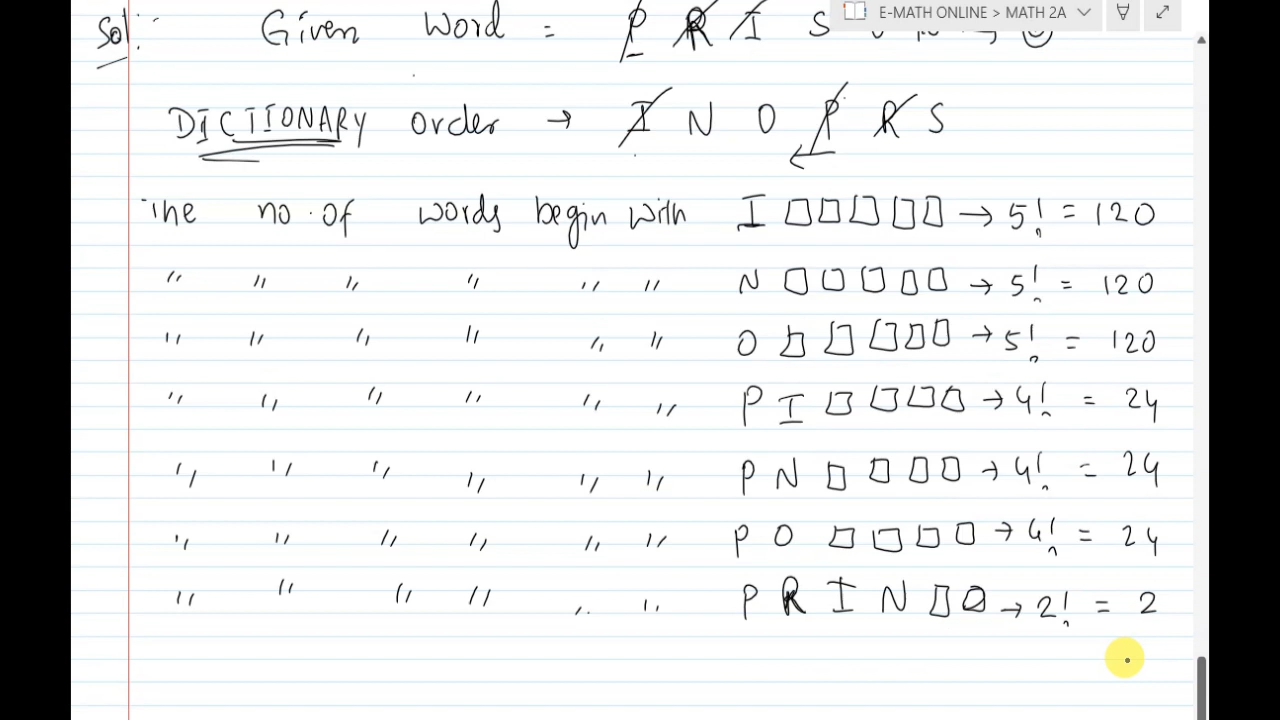 E-MATH ONLINE > MATH 2A
Sol:- Given word = P R I S
DICTIONARY order → I N O P R S
The no. of words begin with I □□□□□ → 5! = 120
" " " " " " N □□□□□ → 5! = 120
" " " " " " O □□□□□ → 5! = 120
" " " " " " P I □□□□ → 4! = 24
" " " " " " P N □□□□ → 4! = 24
" " " " " " P O □□□□ → 4! = 24
" " " " " " P R I N □□ → 2! = 2